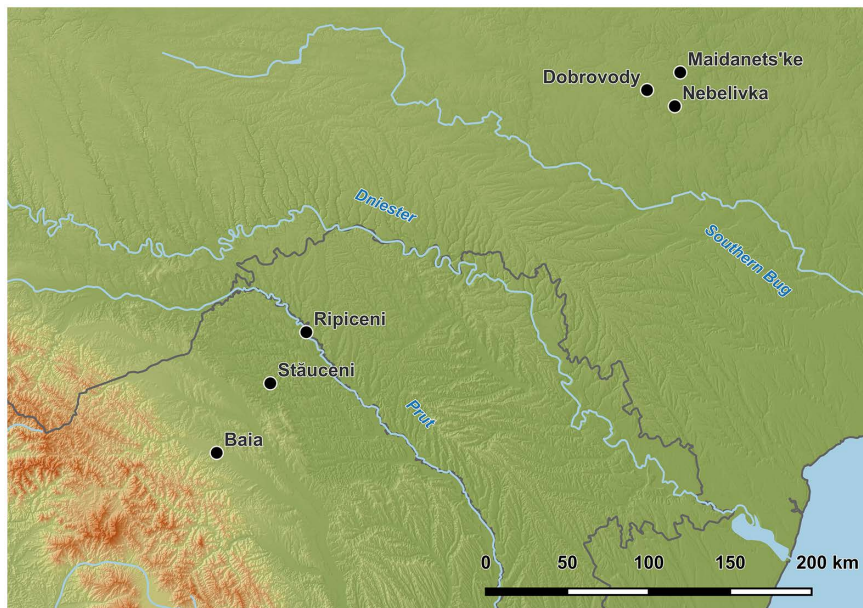 Maidanets'ke
Dobrovody
Nebelivka
Dniester
Southern Bug
Ripiceni
Stăuceni
Prut
Baia
0 50 100 150 200 km